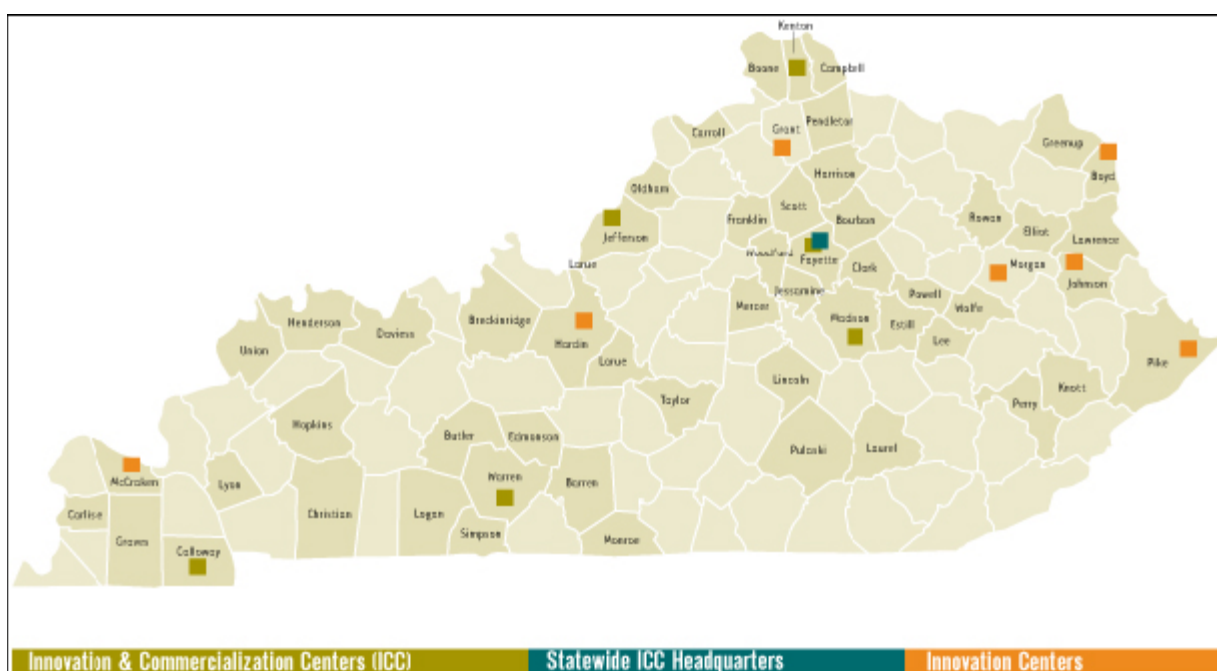 Kenton
Boone
Campbell
Pendleton
Carroll
Grant
Greenup
Harrison
Boyd
Oldham
Scott
Franklin
Bourbon
Rowan
Elliot
Jefferson
Lawrence
Woodford
Fayette
Larue
Clark
Morgan
Johnson
Jessamine
Powell
Mercer
Wolfe
Breckinridge
Madison
Henderson
Daviess
Estill
Hardin
Lee
Union
Larue
Pike
Lincoln
Knott
Taylor
Perry
Hopkins
Butler
Edmonson
Pulaski
Laurel
Warren
McCraken
Lyon
Barren
Carlise
Christian
Logan
Simpson
Graves
Monroe
Calloway
Innovation & Commercialization Centers (ICC)
Statewide ICC Headquarters
Innovation Centers